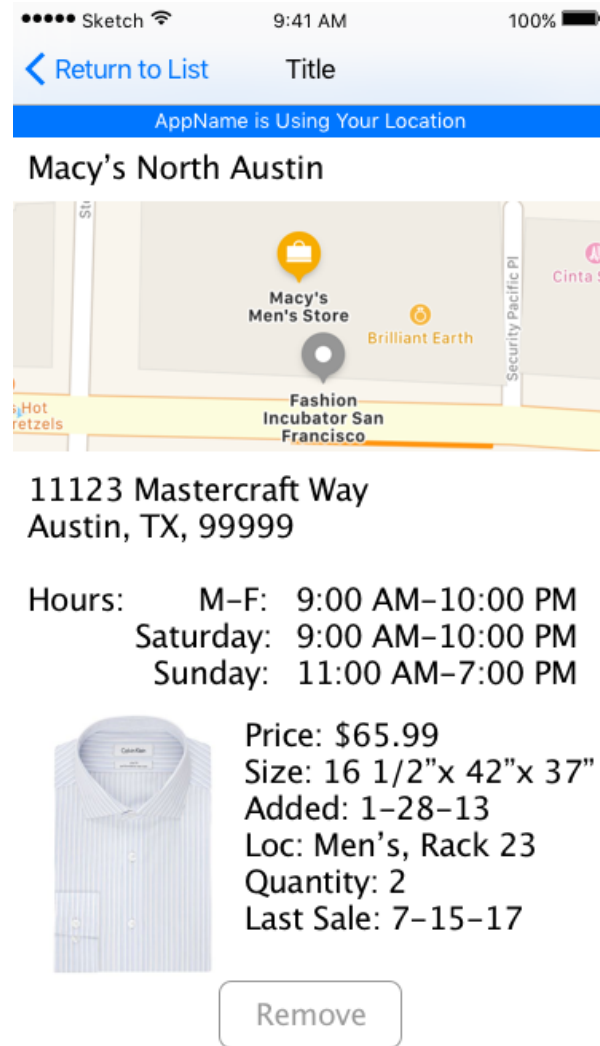 Sketch 9:41 AM 100%
Return to List Title
AppName is Using Your Location
Macy's North Austin
Macy's
Men's Store
Brilliant Earth
Security Pacific Pl
Cinta
Fashion
Incubator San
Francisco
Hot
retzels
11123 Mastercraft Way
Austin, TX, 99999
Hours: M-F: 9:00 AM-10:00 PM
Saturday: 9:00 AM-10:00 PM
Sunday: 11:00 AM-7:00 PM
Calvin Klein
Price: $65.99
Size: 16 1/2”x 42”x 37”
Added: 1-28-13
Loc: Men's, Rack 23
Quantity: 2
Last Sale: 7-15-17
Remove